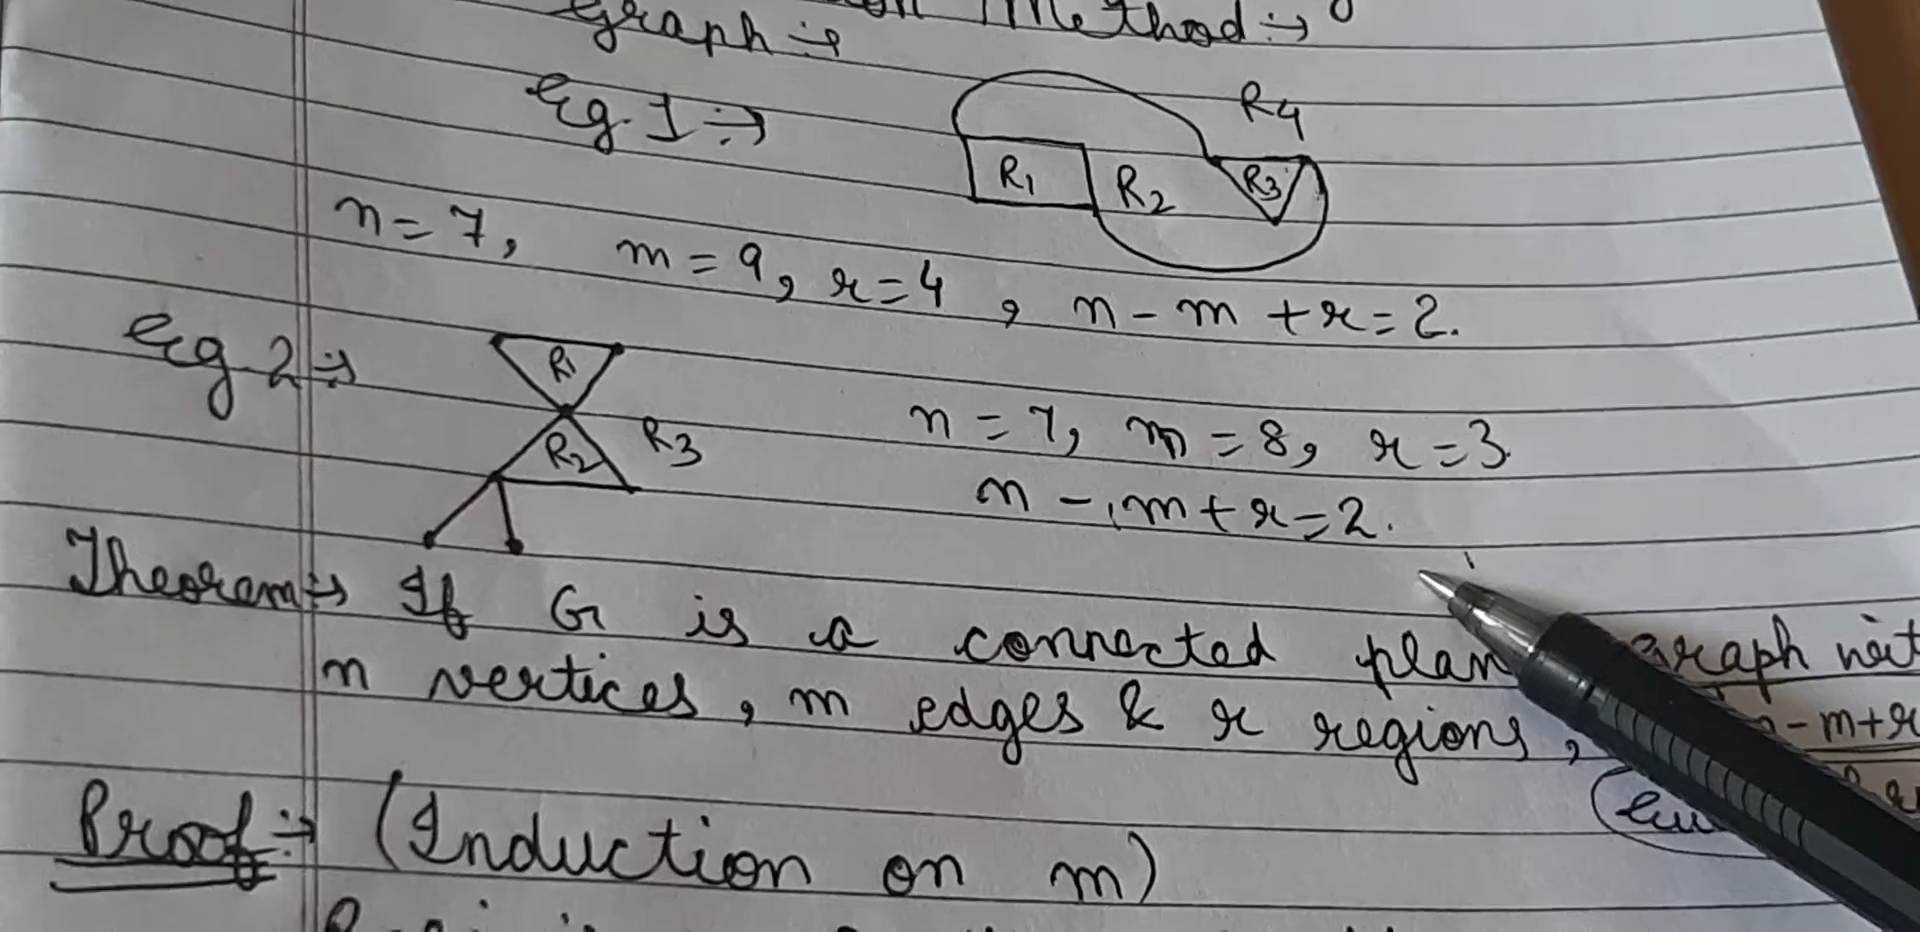 Graph :→ Method :→
Eg. 1 :→
R4
R1 R2 R3
n = 7, m = 9, r = 4, n - m + r = 2.
Eg. 2 :→
R1
R2 R3
n = 7, m = 8, r = 3
n - m + r = 2.
Theorem :→ If G is a connected plan graph
n vertices, m edges & r regions, - m + r
Proof :→ (Induction on m)